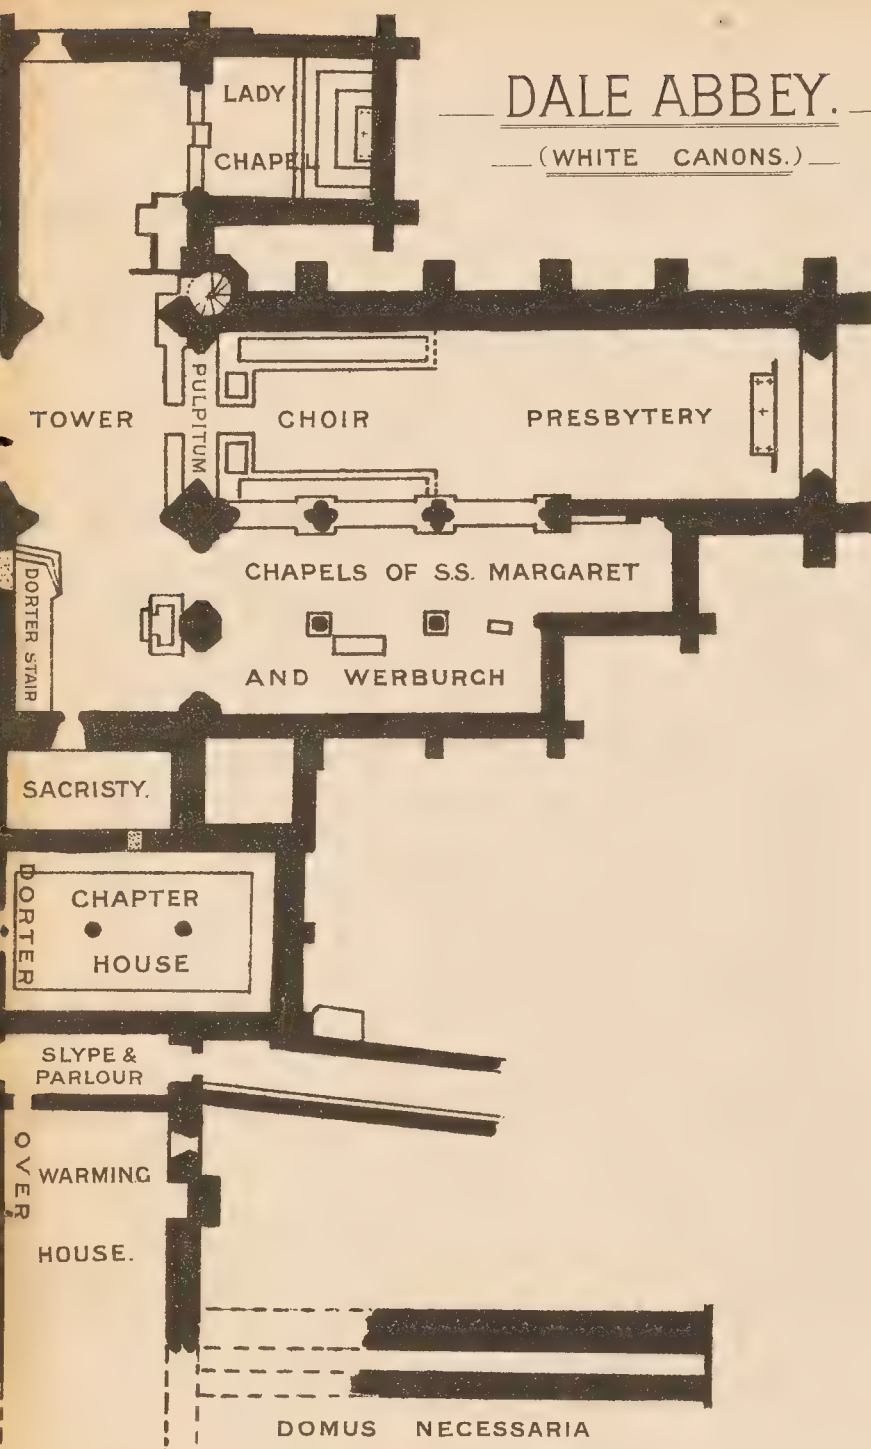 DALE ABBEY.
(WHITE CANONS.)
LADY
CHAPEL
PULPITUM
TOWER
CHOIR
PRESBYTERY
CHAPELS OF S.S. MARGARET
AND WERBURGH
DORTER STAIR
SACRISTY.
DORTER
CHAPTER
HOUSE
SLYPE &
PARLOUR
OVER
WARMING
HOUSE.
DOMUS NECESSARIA